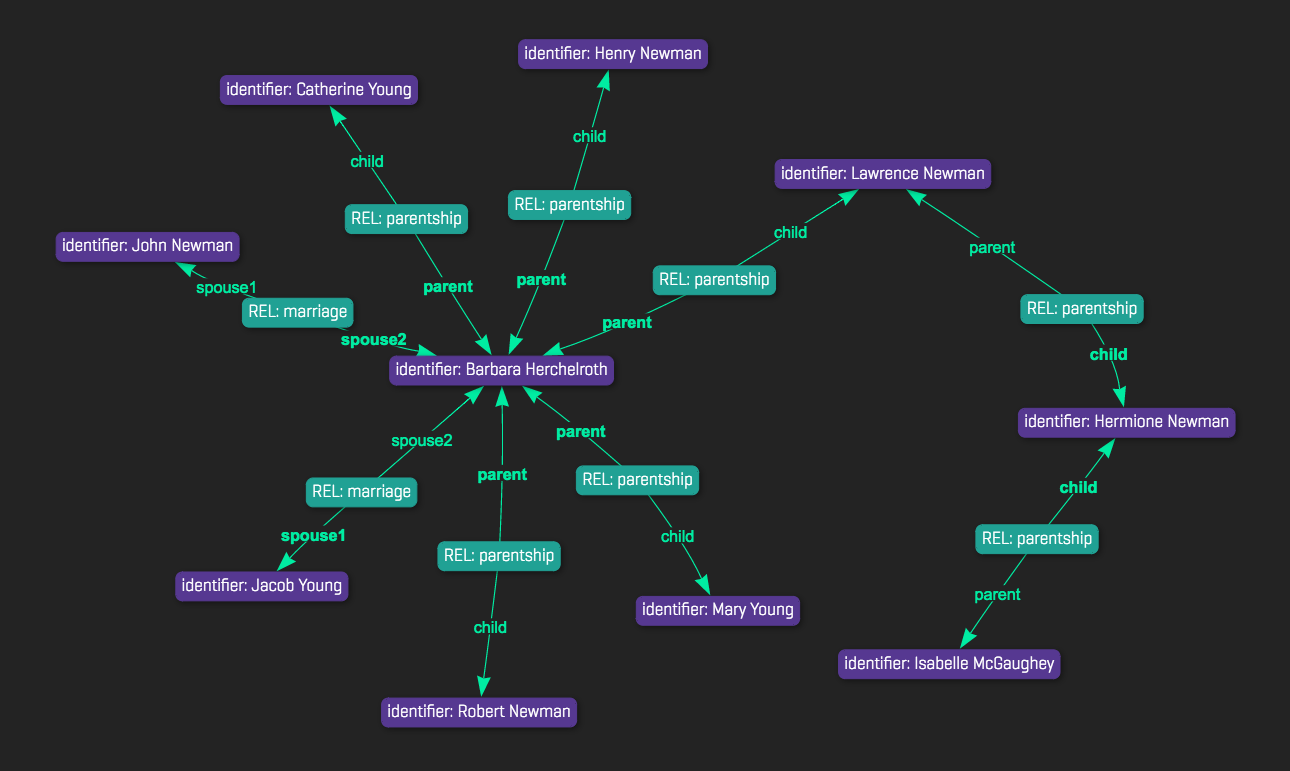 identifier: Henry Newman
identifier: Catherine Young
child
child
identifier: Lawrence Newman
REL: parentship
REL: parentship
child
identifier: John Newman
parent
REL: parentship
parent
parent
spouse1
REL: parentship
REL: marriage
parent
spouse2
child
identifier: Barbara Herchelroth
identifier: Hermione Newman
parent
spouse2
parent
REL: parentship
child
REL: marriage
spouse1
child
REL: parentship
REL: parentship
identifier: Jacob Young
parent
identifier: Mary Young
child
identifier: Isabelle McGaughey
identifier: Robert Newman